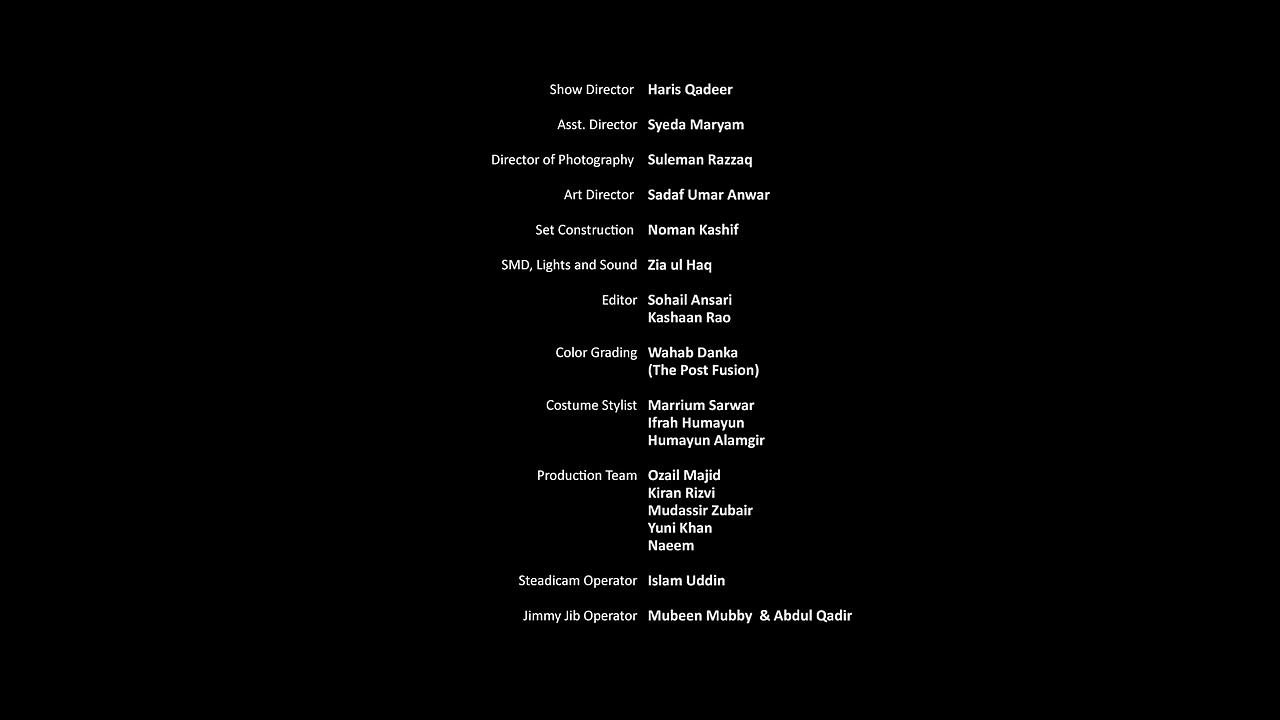 Show Director Haris Qadeer
Asst. Director Syeda Maryam
Director of Photography Suleman Razzaq
Art Director Sadaf Umar Anwar
Set Construction Noman Kashif
SMD, Lights and Sound Zia ul Haq
Editor Sohail Ansari
Kashaan Rao
Color Grading Wahab Danka
(The Post Fusion)
Costume Stylist Marrium Sarwar
Ifrah Humayun
Humayun Alamgir
Production Team Ozail Majid
Kiran Rizvi
Mudassir Zubair
Yuni Khan
Naeem
Steadicam Operator Islam Uddin
Jimmy Jib Operator Mubeen Mubby & Abdul Qadir